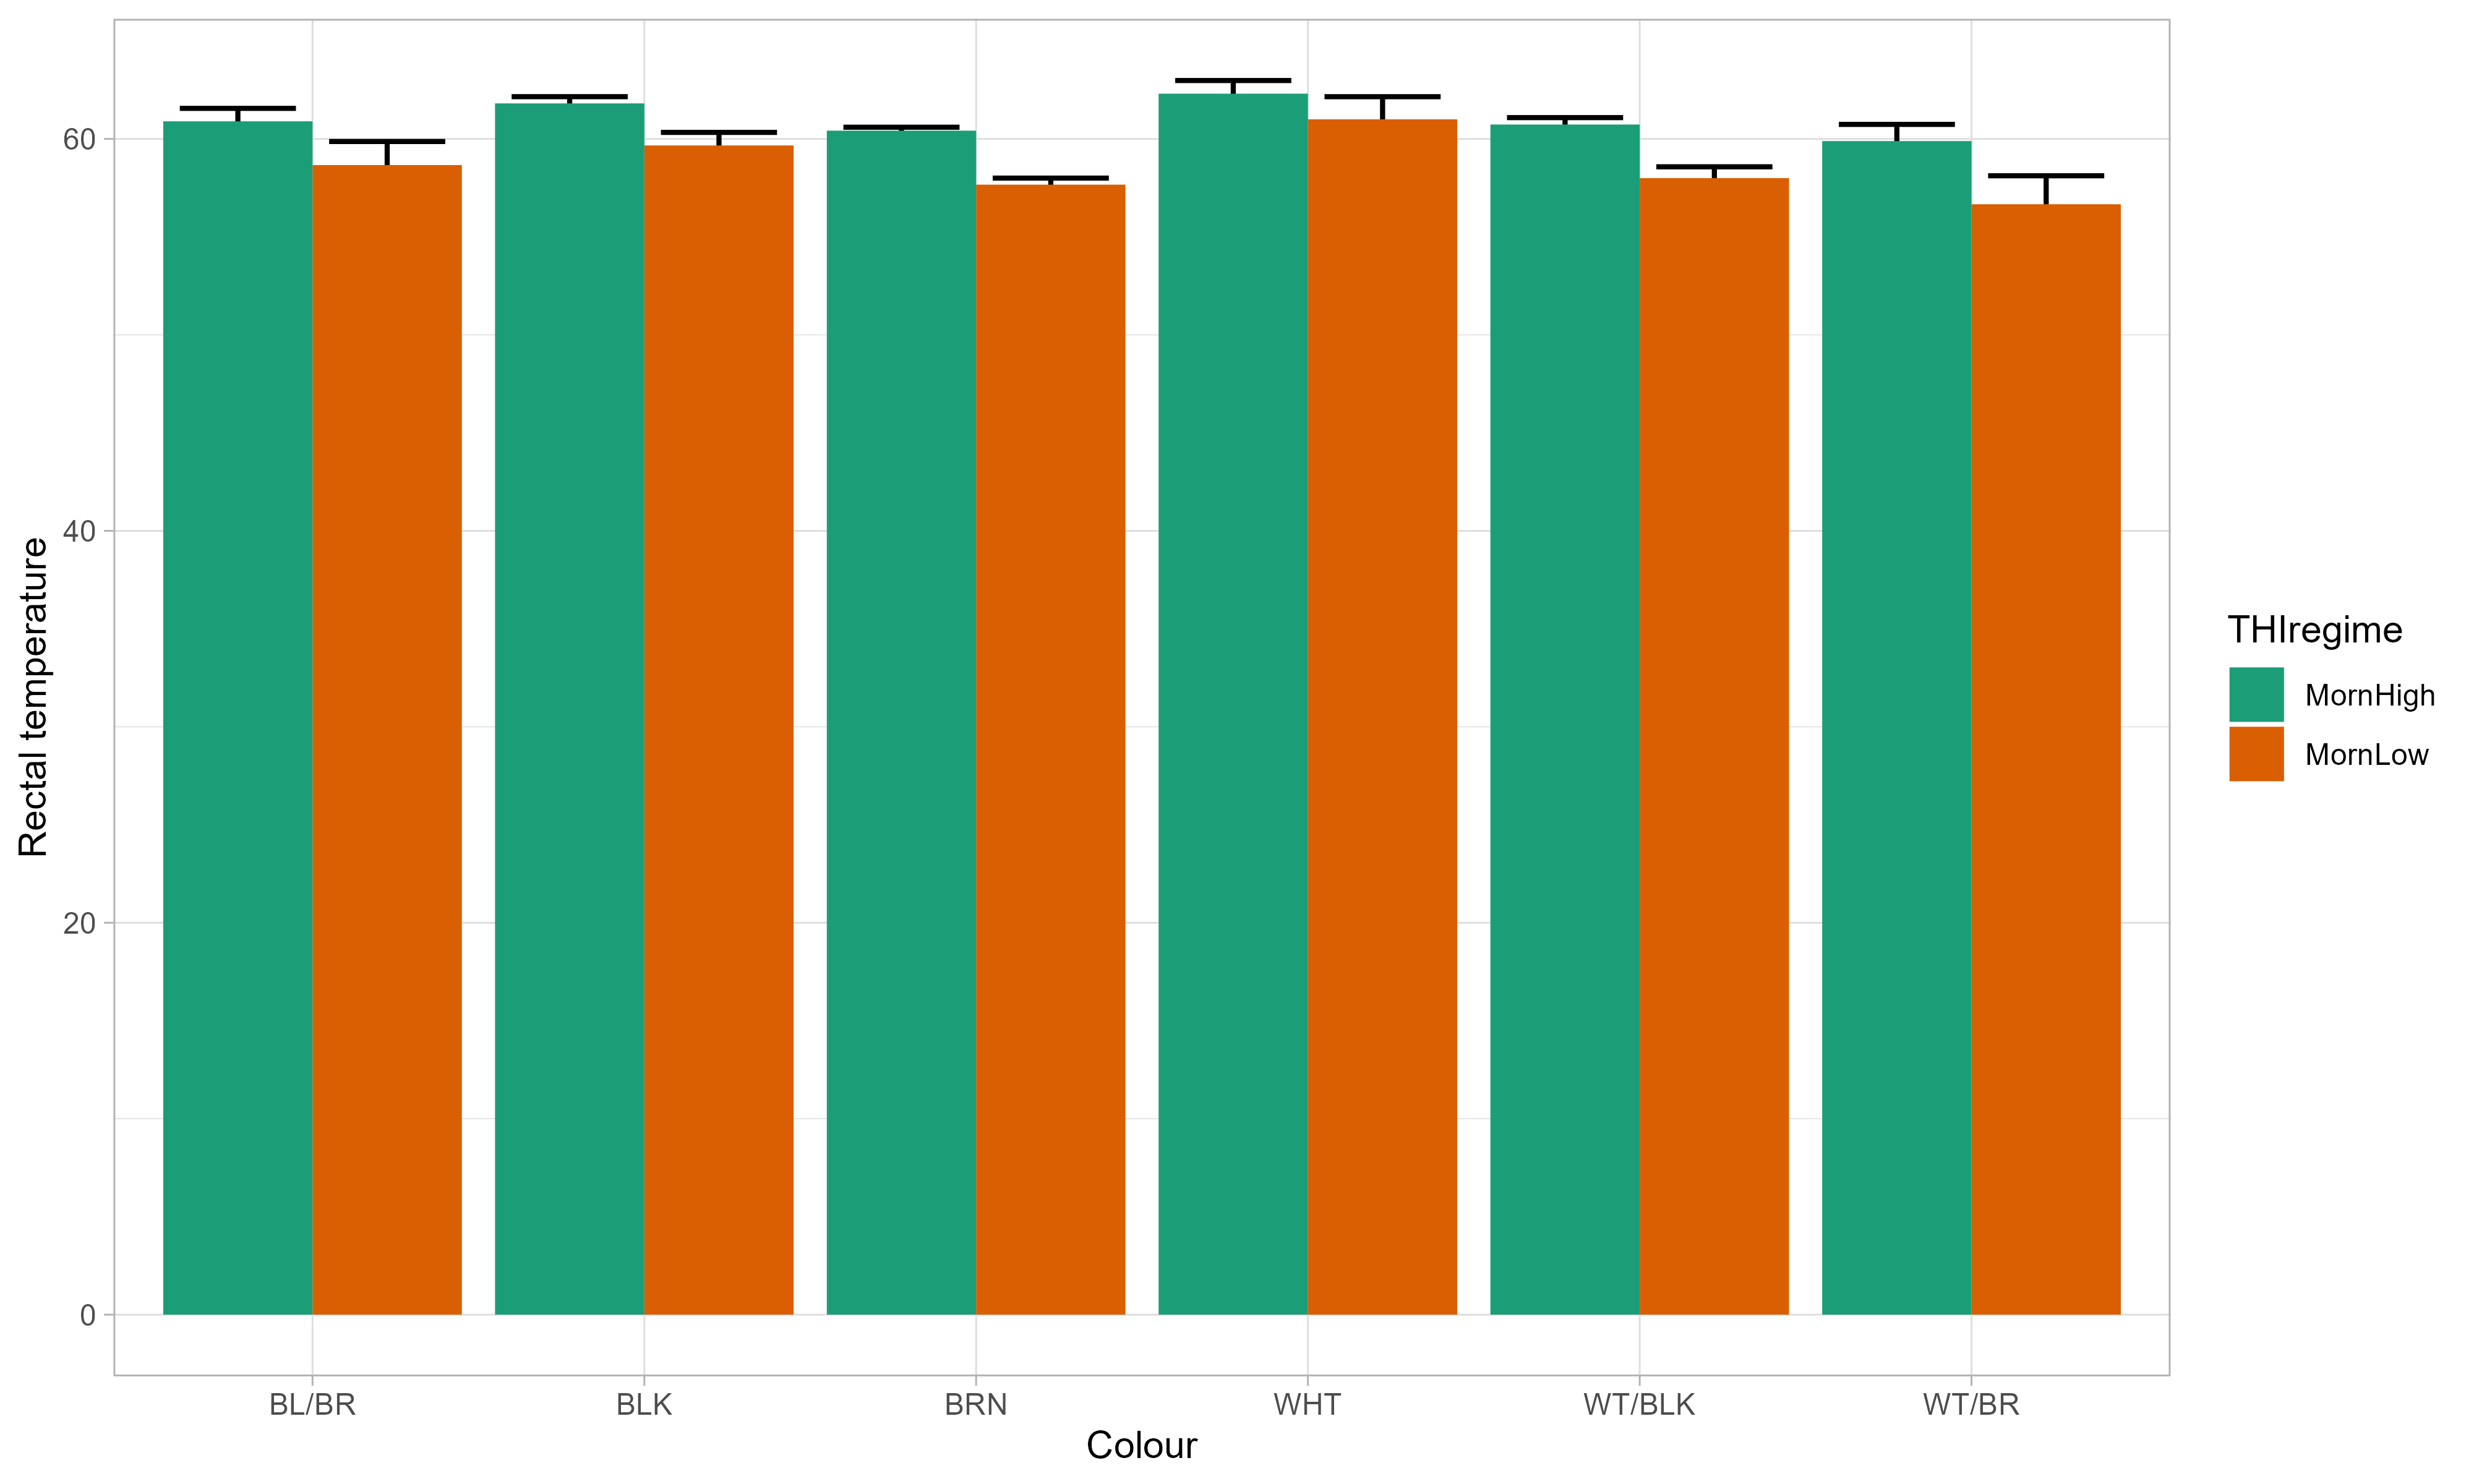 Rectal temperature
60
40
20
0
BL/BR
BLK
BRN
WHT
WT/BLK
WT/BR
Colour
THIregime
MornHigh
MornLow